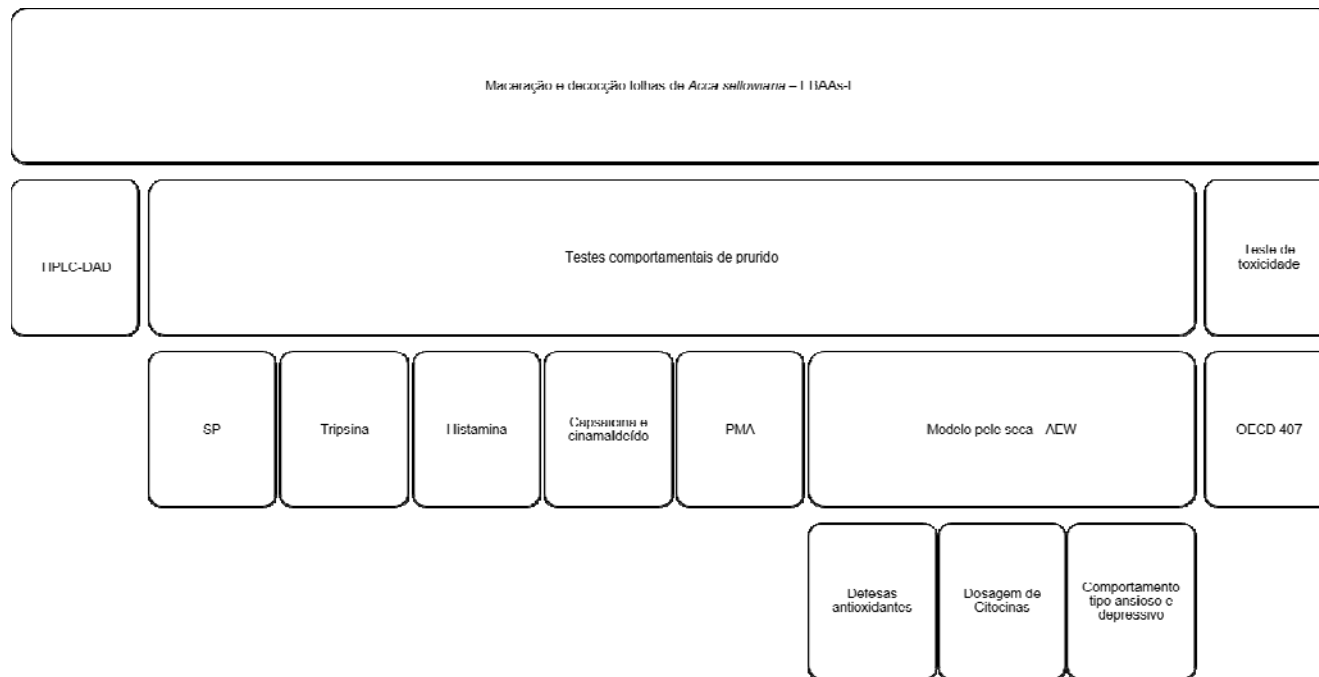 Maceração e decocção folhas de Acca sellowiana –
HPLC-DAD
Testes comportamentais de prurido
Teste de
toxicidade
SP
Tripsina
Histamina
Capsaicina e
cinamaldeído
PMA
Modelo pele seca AEW
OECD 407
Defesas
antioxidantes
Dosagem de
Citocinas
Comportamento
tipo ansioso e
depressivo